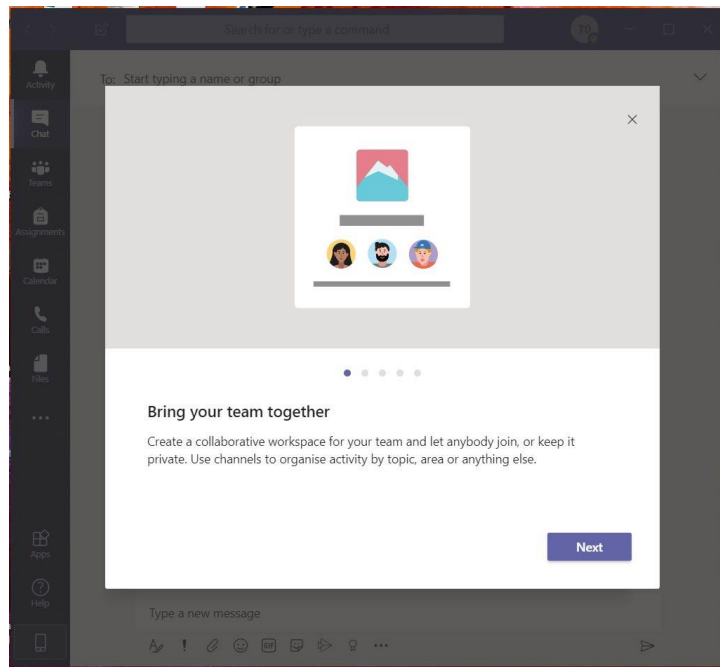 Search for or type a command
TG
Activity
To: Start typing a name or group
Chat
Teams
Assignments
Calendar
Calls
Files
Bring your team together
Create a collaborative workspace for your team and let anybody join, or keep it
private. Use channels to organise activity by topic, area or anything else.
Next
Apps
Help
Type a new message
GIF